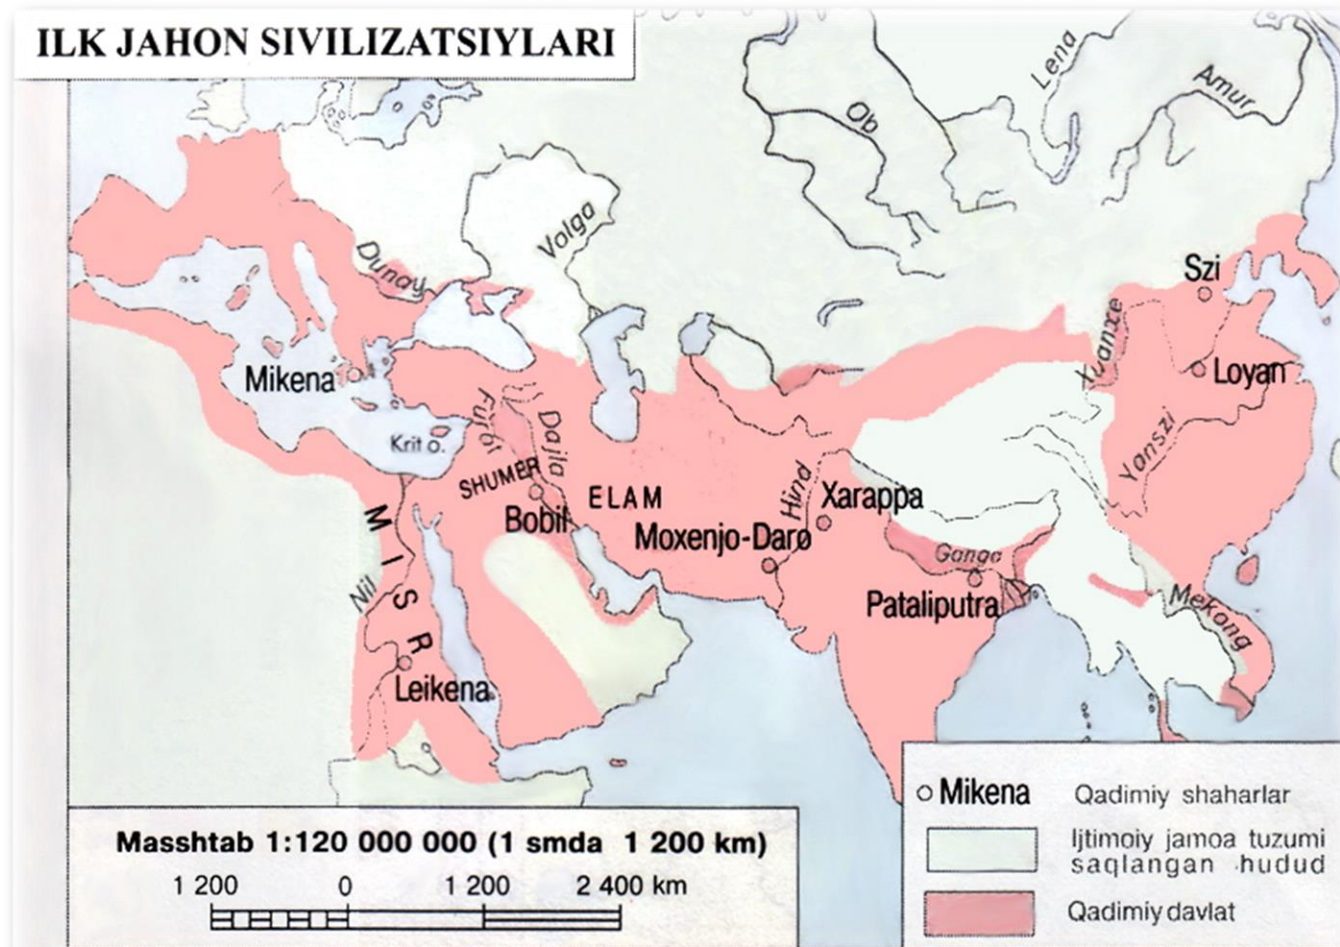 ILK JAHON SIVILIZATSIYLARI
Lena
Amur
Ob
Volga
Dunay
Szi
Xuanxe
Loyan
Mikena
Furot
Dajla
Krit o.
Yanszi
SHUMER
ELAM
Hind
Xarappa
Bobil
Moxenjo-Daro
MISR
Ganga
Nil
Pataliputra
Mekong
Leikena
Mikena Qadimiy shaharlar
Ijtimoiy jamoa tuzumi
saqlangan hudud
Qadimiy davlat
Masshtab 1:120 000 000 (1 smda 1 200 km)
1 200 0 1 200 2 400 km